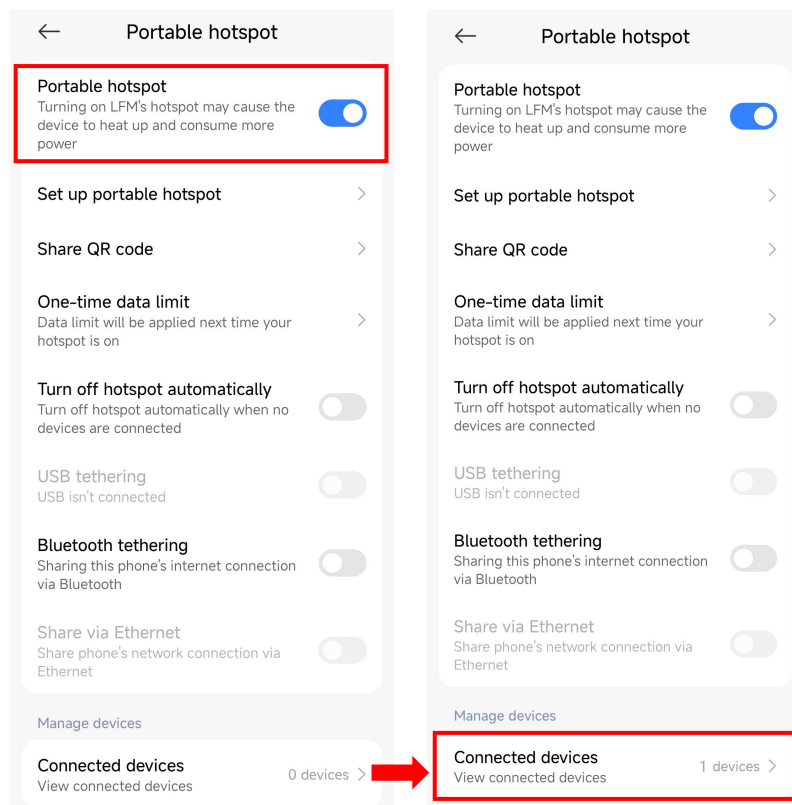 Portable hotspot
Portable hotspot
Turning on LFM's hotspot may cause the
device to heat up and consume more
power
Set up portable hotspot
Share QR code
One-time data limit
Data limit will be applied next time your
hotspot is on
Turn off hotspot automatically
Turn off hotspot automatically when no
devices are connected
USB tethering
USB isn't connected
Bluetooth tethering
Sharing this phone's internet connection
via Bluetooth
Share via Ethernet
Share phone's network connection via
Ethernet
Manage devices
Connected devices
View connected devices
0 devices
Portable hotspot
Portable hotspot
Turning on LFM's hotspot may cause the
device to heat up and consume more
power
Set up portable hotspot
Share QR code
One-time data limit
Data limit will be applied next time your
hotspot is on
Turn off hotspot automatically
Turn off hotspot automatically when no
devices are connected
USB tethering
USB isn't connected
Bluetooth tethering
Sharing this phone's internet connection
via Bluetooth
Share via Ethernet
Share phone's network connection via
Ethernet
Manage devices
Connected devices
View connected devices
1 devices